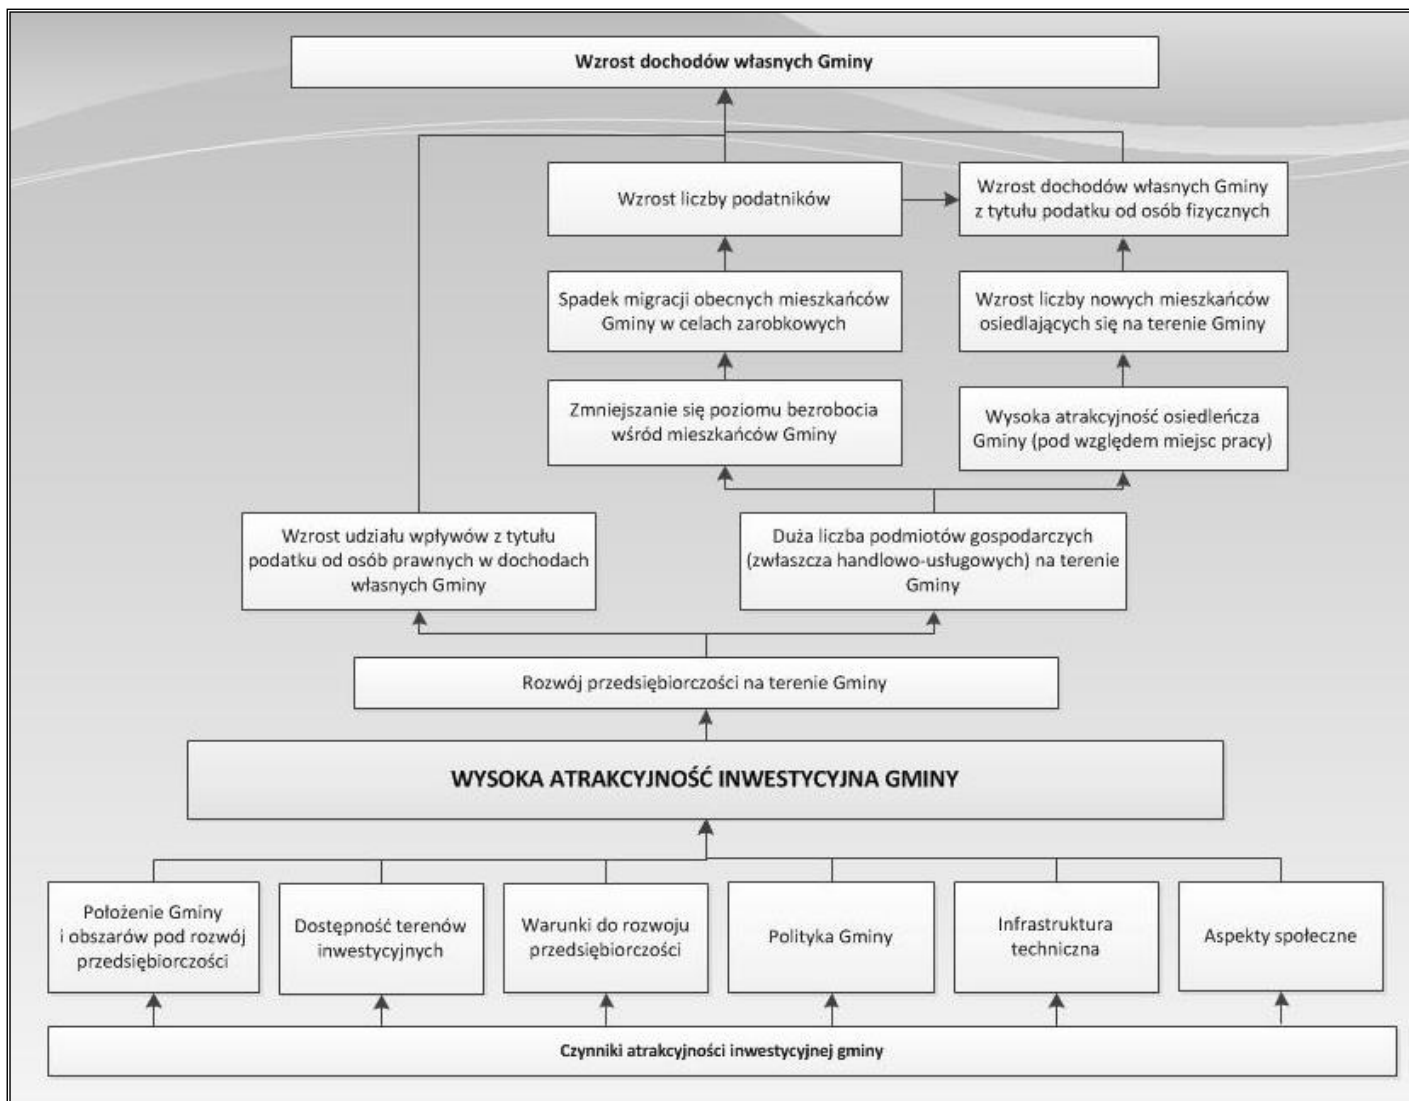 Wzrost dochodów własnych Gminy
Wzrost liczby podatników
Wzrost dochodów własnych Gminy
z tytułu podatku od osób fizycznych
Spadek migracji obecnych mieszkańców
Gminy w celach zarobkowych
Wzrost liczby nowych mieszkańców
osiedlających się na terenie Gminy
Zmniejszanie się poziomu bezrobocia
wśród mieszkańców Gminy
Wysoka atrakcyjność osiedleńcza
Gminy (pod względem miejsc pracy)
Wzrost udziału wpływów z tytułu
podatku od osób prawnych w dochodach
własnych Gminy
Duża liczba podmiotów gospodarczych
(zwłaszcza handlowo-usługowych) na terenie
Gminy
Rozwój przedsiębiorczości na terenie Gminy
WYSOKA ATRAKCYJNOŚĆ INWESTYCYJNA GMINY
Położenie Gminy
i obszarów pod rozwój
przedsiębiorczości
Dostępność terenów
inwestycyjnych
Warunki do rozwoju
przedsiębiorczości
Polityka Gminy
Infrastruktura
techniczna
Aspekty społeczne
Czynniki atrakcyjności inwestycyjnej gminy